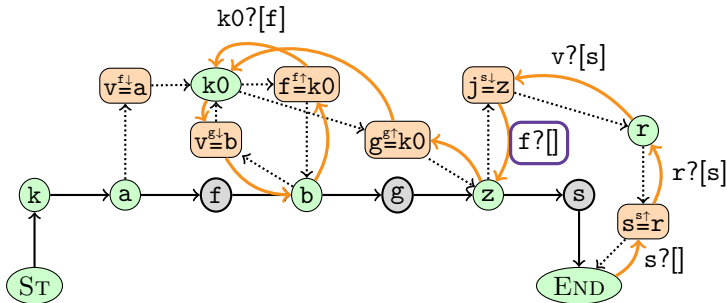 k0?[f]
v=a f↓
k0
f=k0 f↑
j=z s↓
v?[s]
v=b g↓
g=k0 g↑
f?[]
r
k
a
f
b
g
z
s
r?[s]
s=r s↑
s?[]
ST
END